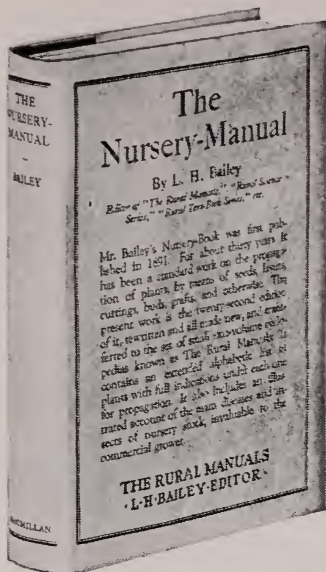 THE
NURSERY-
MANUAL
BAILEY
MACMILLAN
The
Nursery-Manual
By L. H. Bailey
Editor of "The Rural Manuals," "Rural Science
Series," "Rural Text-Book Series," etc.
Mr. Bailey's Nursery-Book was first pub-
lished in 1891. For about thirty years it
has been a standard work on the propaga-
tion of plants, by means of seeds, layers,
cuttings, buds, grafts, and otherwise. The
present work is the twenty-second edition
of it, rewritten and all made new, and trans-
ferred to the set of small -volume cyclo-
pedias known as The Rural Manuals. It
contains an extended alphabetic list of
plants with full indications under each one
for propagation. It also includes an illus-
trated account of the main diseases and in-
sects of nursery stock, invaluable to the
commercial grower.
THE RURAL MANUALS
·L·H·BAILEY·EDITOR·